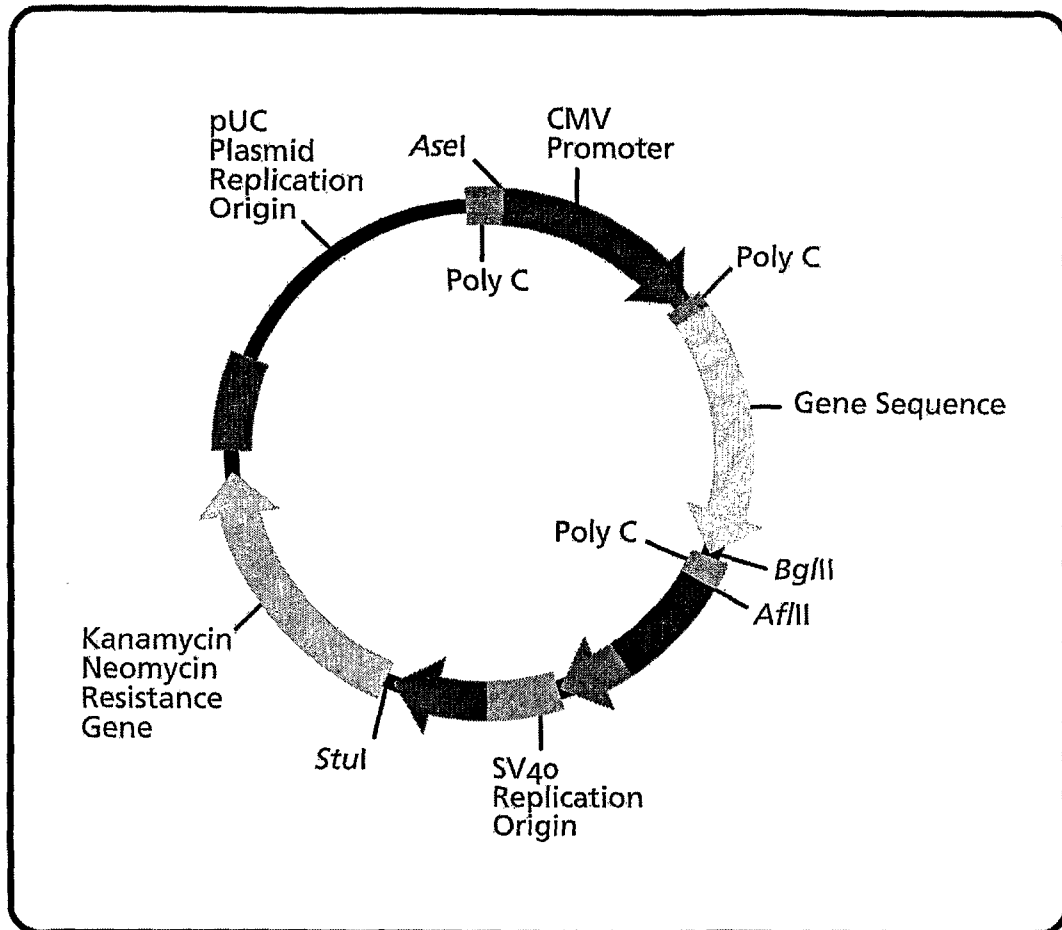 pUC
Plasmid
Replication
Origin
AseI
CMV
Promoter
Poly C
Poly C
Gene Sequence
Poly C
BglII
AflII
Kanamycin
Neomycin
Resistance
Gene
StuI
SV40
Replication
Origin